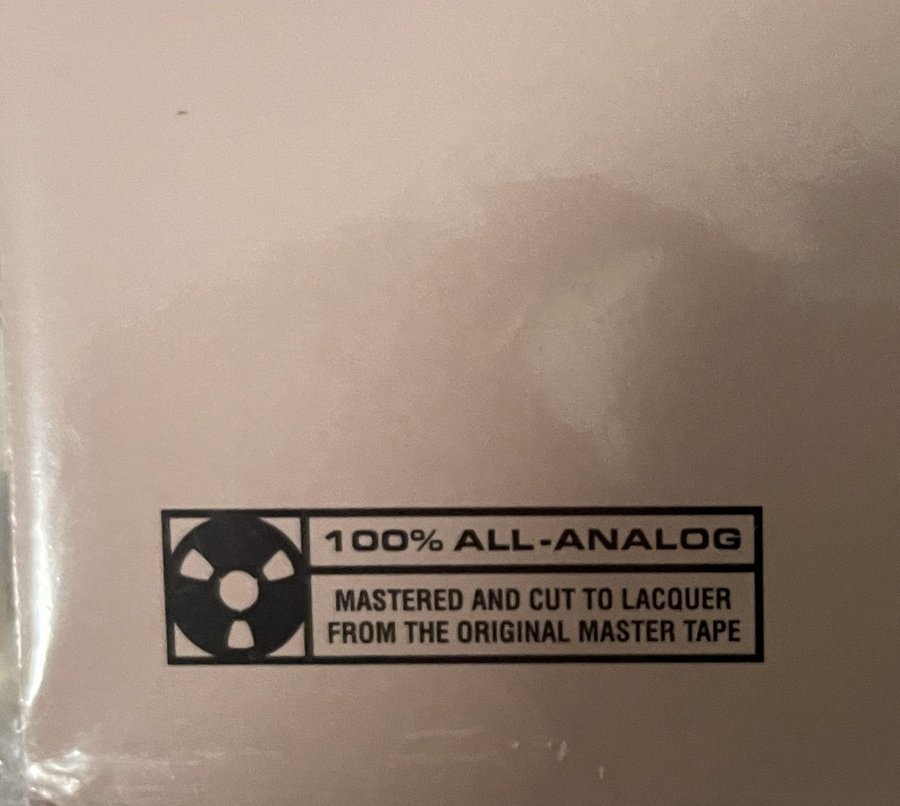 100% ALL-ANALOG
MASTERED AND CUT TO LACQUER
FROM THE ORIGINAL MASTER TAPE